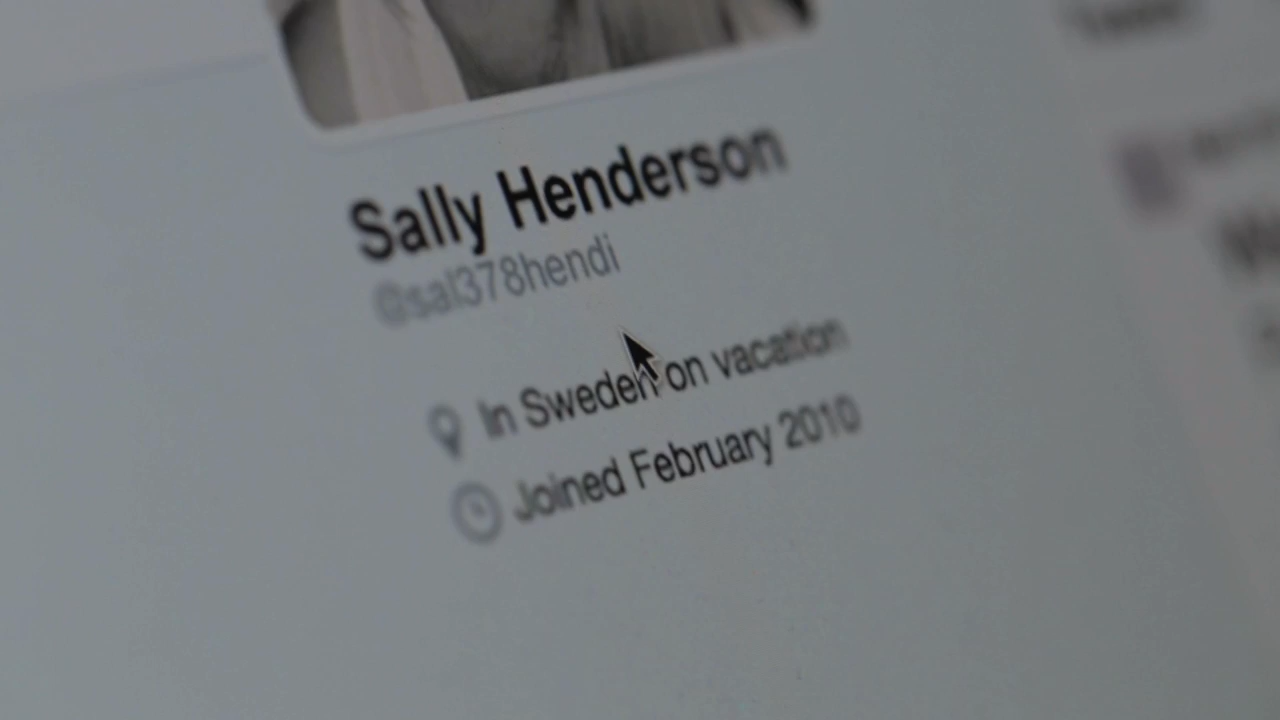 Sally Henderson
@sal378hendi
In Sweden on vacation
Joined February 2010